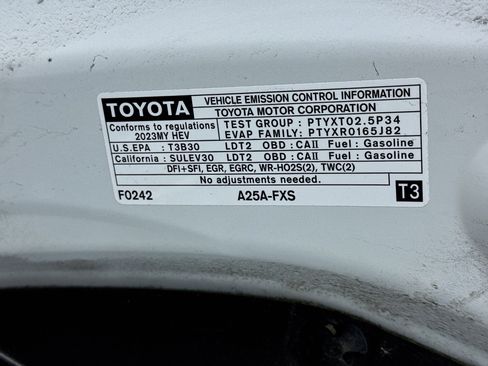 TOYOTA VEHICLE EMISSION CONTROL INFORMATION
TOYOTA MOTOR CORPORATION
Conforms to regulations TEST GROUP : PTYXT02.5P34
2023MY HEV EVAP FAMILY: PTYXR0165J82
U.S.EPA : T3B30 LDT2 OBD : CAII Fuel : Gasoline
California : SULEV30 LDT2 OBD : CAII Fuel : Gasoline
DFI+SFI, EGR, EGRC, WR-HO2S(2), TWC(2)
No adjustments needed.
F0242 A25A-FXS T3